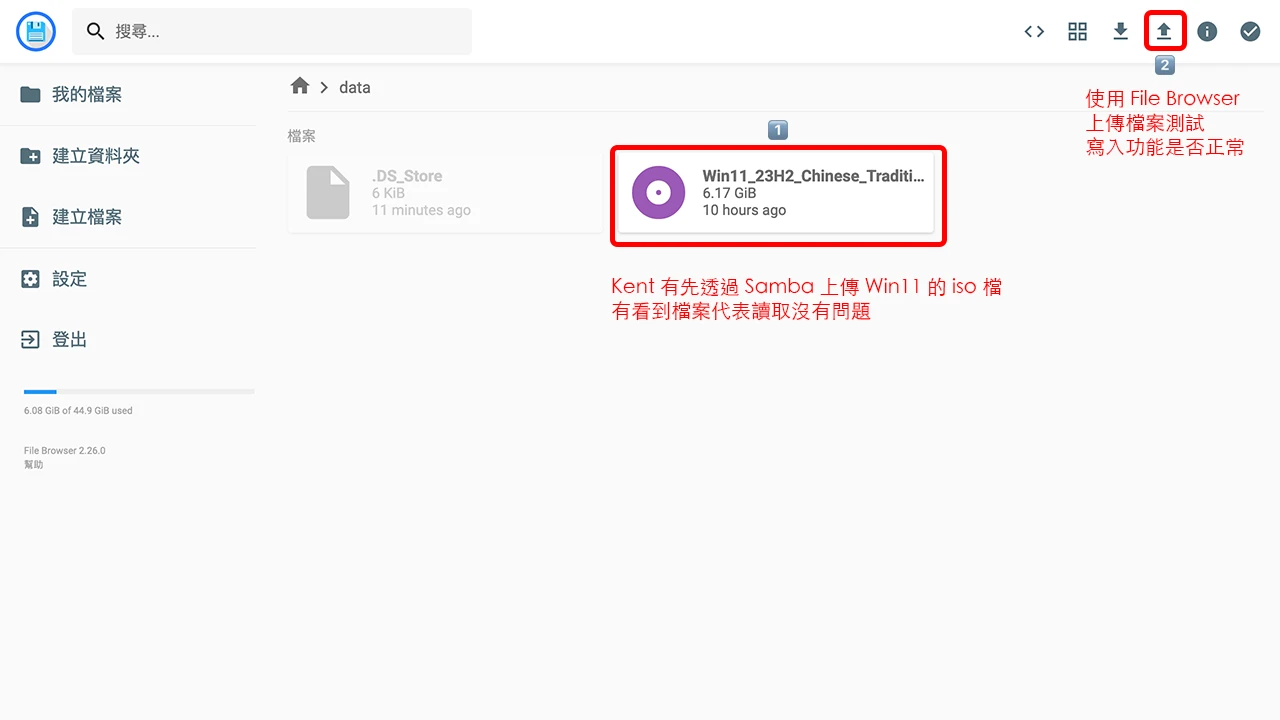 搜尋...
2
使用 File Browser
上傳檔案測試
寫入功能是否正常
我的檔案
建立資料夾
建立檔案
設定
登出
6.08 GiB of 44.9 GiB used
File Browser 2.26.0
幫助
data
檔案
.DS_Store
6 KiB
11 minutes ago
1
Win11_23H2_Chinese_Traditi...
6.17 GiB
10 hours ago
Kent 有先透過 Samba 上傳 Win11 的 iso 檔
有看到檔案代表讀取沒有問題